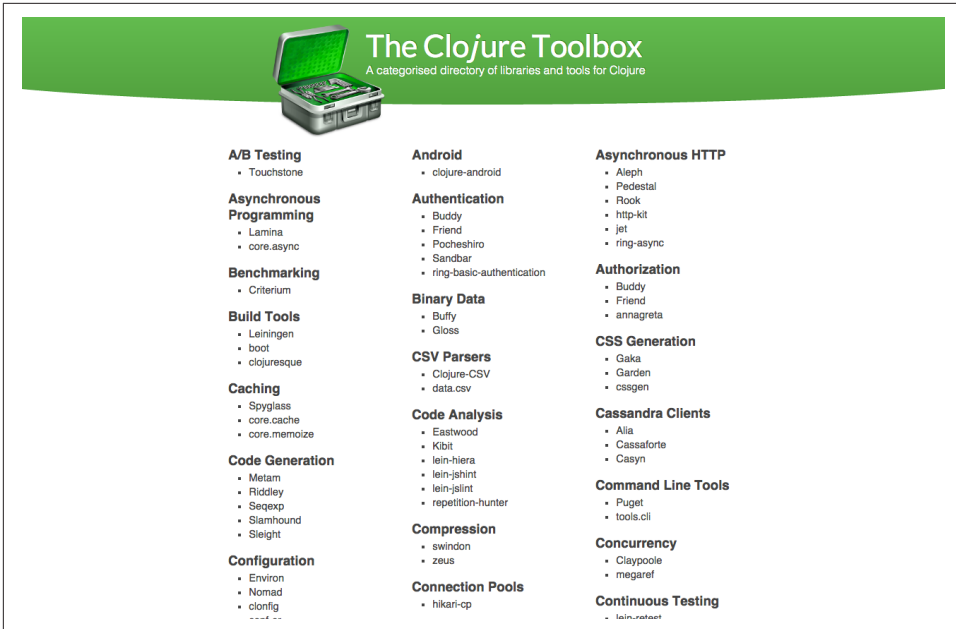 The Clojure Toolbox
A categorised directory of libraries and tools for Clojure
A/B Testing
Touchstone
Asynchronous
Programming
Lamina
core.async
Benchmarking
Criterium
Build Tools
Leiningen
boot
clojuresque
Caching
Spyglass
core.cache
core.memoize
Code Generation
Metam
Riddley
Seqexp
Slamhound
Sleight
Configuration
Environ
Nomad
clonfig
Android
clojure-android
Authentication
Buddy
Friend
Pocheshiro
Sandbar
ring-basic-authentication
Binary Data
Buffy
Gloss
CSV Parsers
Clojure-CSV
data.csv
Code Analysis
Eastwood
Kibit
lein-hiera
lein-jshint
lein-jslint
repetition-hunter
Compression
swindon
zeus
Connection Pools
hikari-cp
Asynchronous HTTP
Aleph
Pedestal
Rook
http-kit
jet
ring-async
Authorization
Buddy
Friend
annagreta
CSS Generation
Gaka
Garden
cssgen
Cassandra Clients
Alia
Cassaforte
Casyn
Command Line Tools
Puget
tools.cli
Concurrency
Claypoole
megaref
Continuous Testing
lein-retest